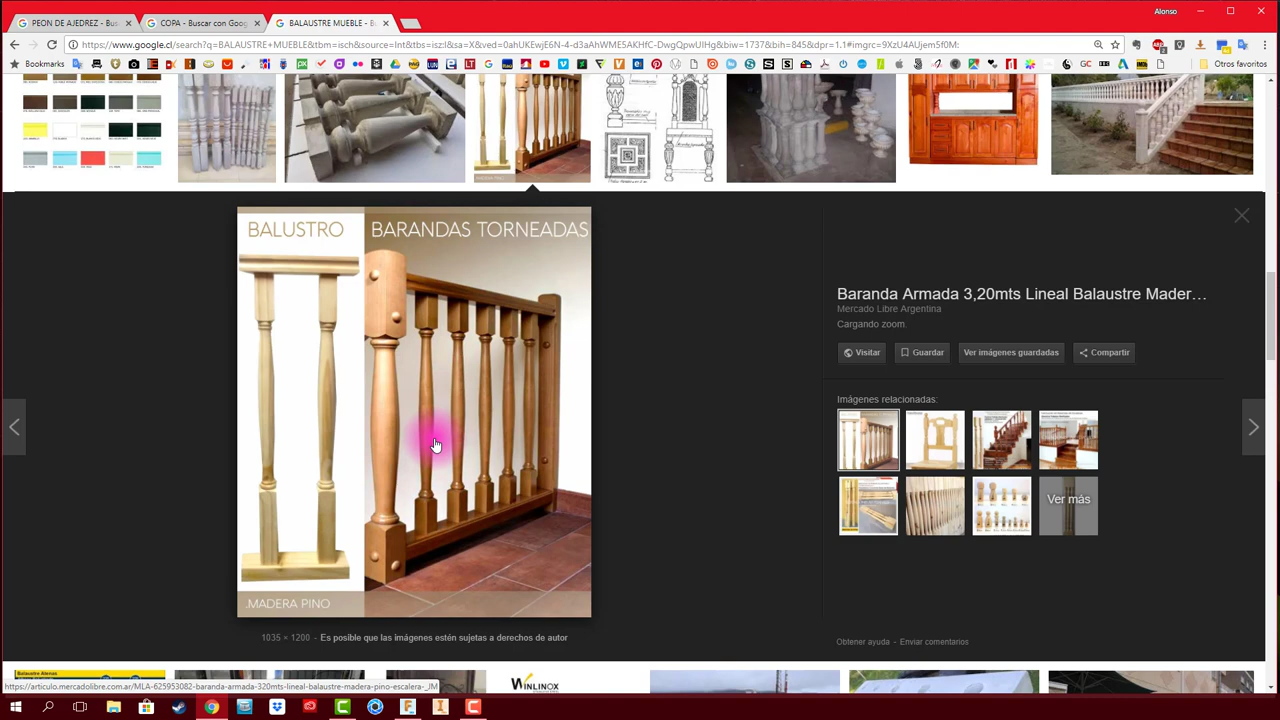 Alonso
PEON DE AJEDREZ - Bus
COPA - Buscar con Goog
BALAUSTRE MUEBLE - B
https://www.google.cl/search?q=BALAUSTRE+MUEBLE&tbm=isch&source=lnt&tbs=isz:l&sa=X&ved=0ahUKEwjE6N-4-d3aAhWME5AKHfC-DwgQpwUIHg&biw=1737&bih=845&dpr=1.1#imgrc=9XzU4AUjem5f0M:
Bookmarks
Otros favoritos
MADERA PINO
BALUSTRO
BARANDAS TORNEADAS
.MADERA PINO
1035 × 1200 - Es posible que las imágenes estén sujetas a derechos de autor
Baranda Armada 3,20mts Lineal Balaustre Mader…
Mercado Libre Argentina
Cargando zoom.
Visitar
Guardar
Ver imágenes guardadas
Compartir
Imágenes relacionadas:
Ver más
Obtener ayuda - Enviar comentarios
Balaustre Atenas
WINLINOX
https://articulo.mercadolibre.com.ar/MLA-625953082-baranda-armada-320mts-lineal-balaustre-madera-pino-escalera-_JM